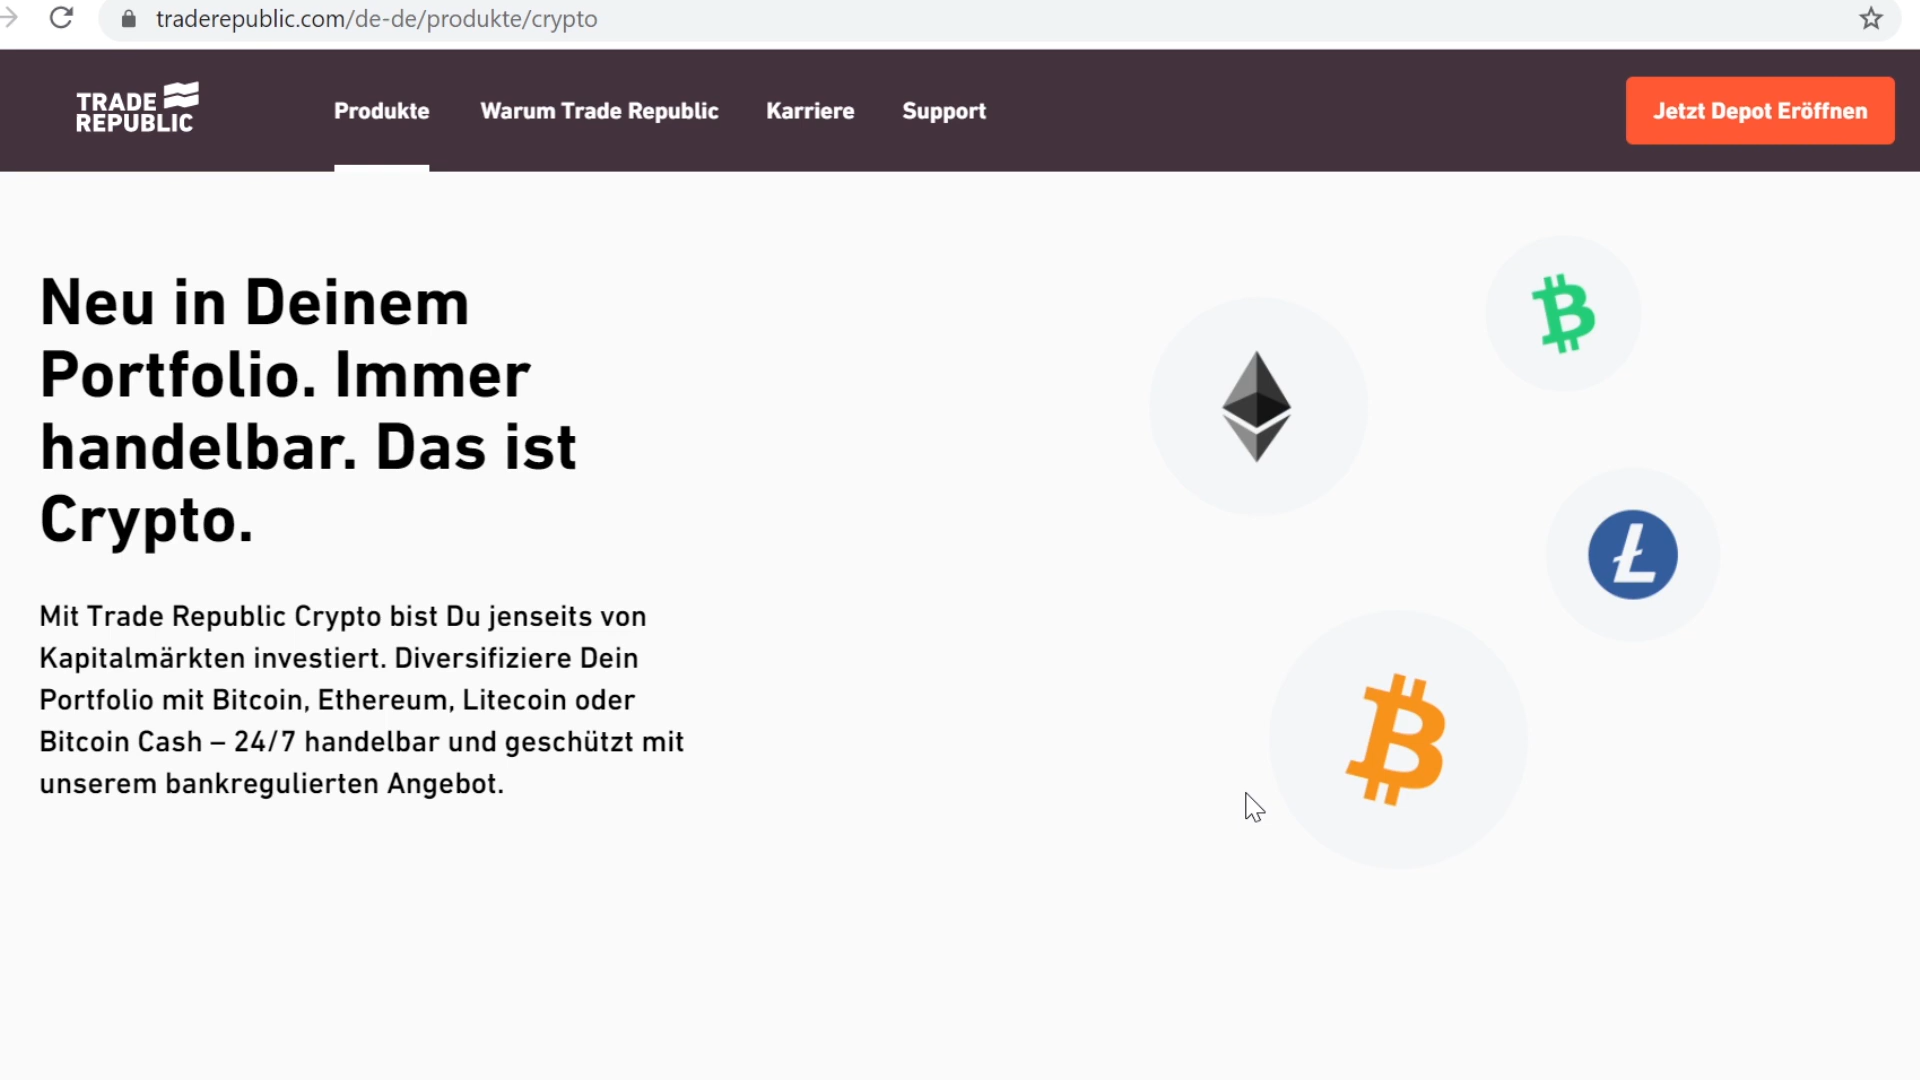 traderepublic.com/de-de/produkte/crypto
TRADE
REPUBLIC
Produkte
Warum Trade Republic
Karriere
Support
Jetzt Depot Eröffnen
Neu in Deinem
Portfolio. Immer
handelbar. Das ist
Crypto.
Mit Trade Republic Crypto bist Du jenseits von
Kapitalmärkten investiert. Diversifiziere Dein
Portfolio mit Bitcoin, Ethereum, Litecoin oder
Bitcoin Cash – 24/7 handelbar und geschützt mit
unserem bankregulierten Angebot.